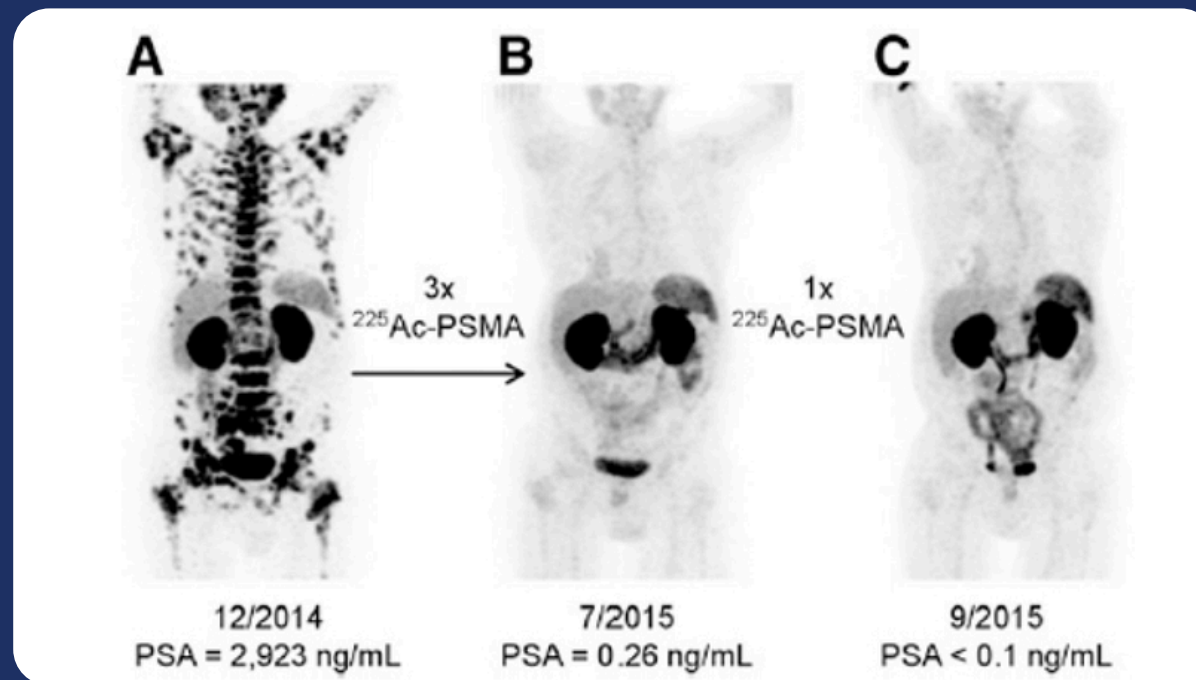 A
B
C
3x
²²⁵Ac-PSMA
1x
²²⁵Ac-PSMA
12/2014
PSA = 2,923 ng/mL
7/2015
PSA = 0.26 ng/mL
9/2015
PSA < 0.1 ng/mL